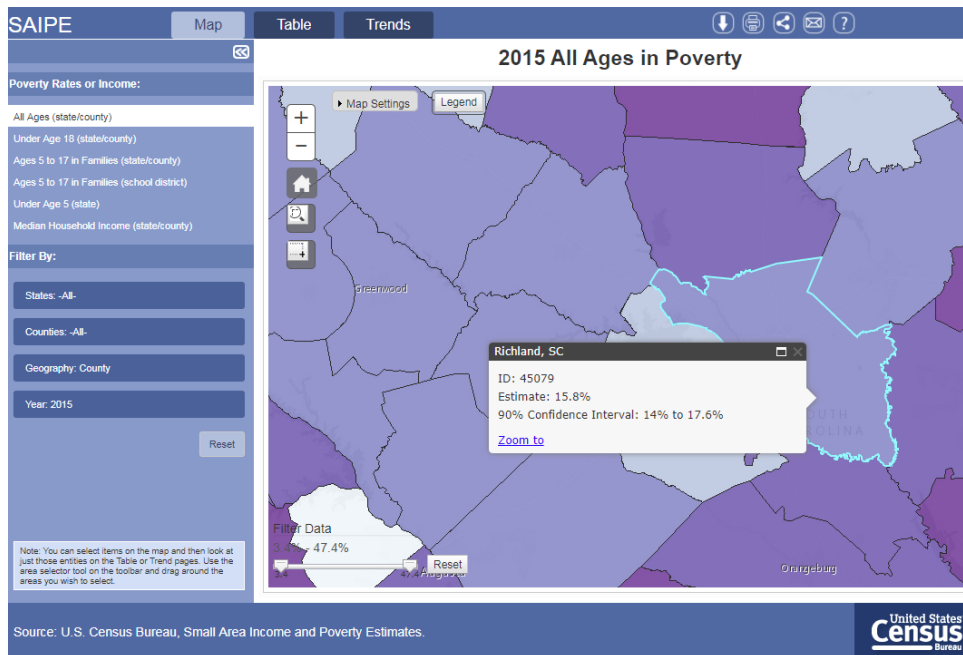 SAIPE
Map
Table
Trends
?
2015 All Ages in Poverty
Poverty Rates or Income:
All Ages (state/county)
Under Age 18 (state/county)
Ages 5 to 17 in Families (state/county)
Ages 5 to 17 in Families (school district)
Under Age 5 (state)
Median Household Income (state/county)
Filter By:
States: -All-
Counties: -All-
Geography: County
Year: 2015
Reset
Note: You can select items on the map and then look at
just those entities on the Table or Trend pages. Use the
area selector tool on the toolbar and drag around the
areas you wish to select.
Map Settings
Legend
+
−
Greenwood
Richland, SC
ID: 45079
Estimate: 15.8%
90% Confidence Interval: 14% to 17.6%
Zoom to
Filter Data
3.4% - 47.4%
3.4
47.4
Reset
Orangeburg
Source: U.S. Census Bureau, Small Area Income and Poverty Estimates.
United States
Census
Bureau